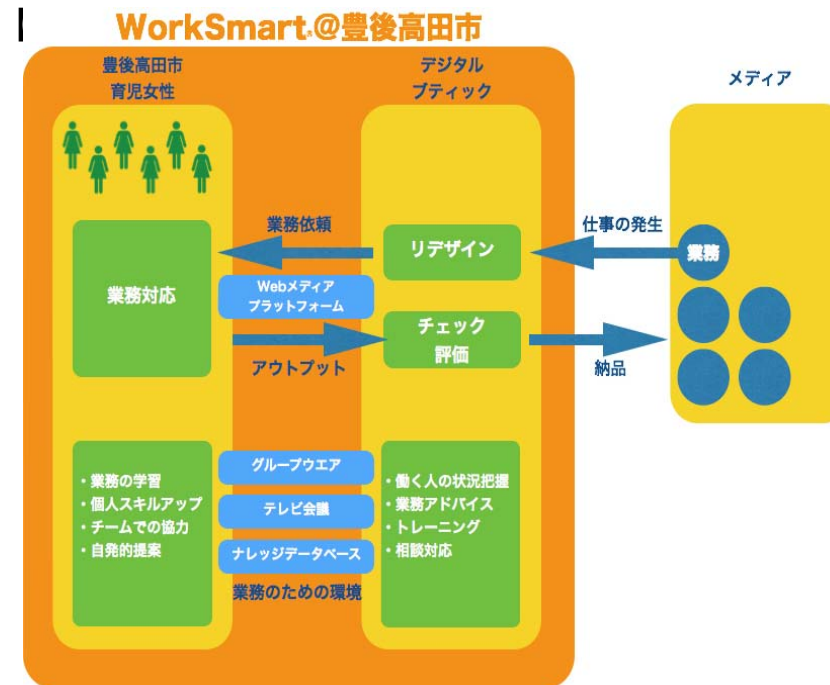 WorkSmart®@豊後高田市
豊後高田市
育児女性
デジタル
ブティック
メディア
業務依頼
仕事の発生
リデザイン
業務
業務対応
Webメディア
プラットフォーム
チェック
評価
アウトプット
納品
・業務の学習
・個人スキルアップ
・チームでの協力
・自発的提案
グループウエア
テレビ会議
ナレッジデータベース
業務のための環境
・働く人の状況把握
・業務アドバイス
・トレーニング
・相談対応